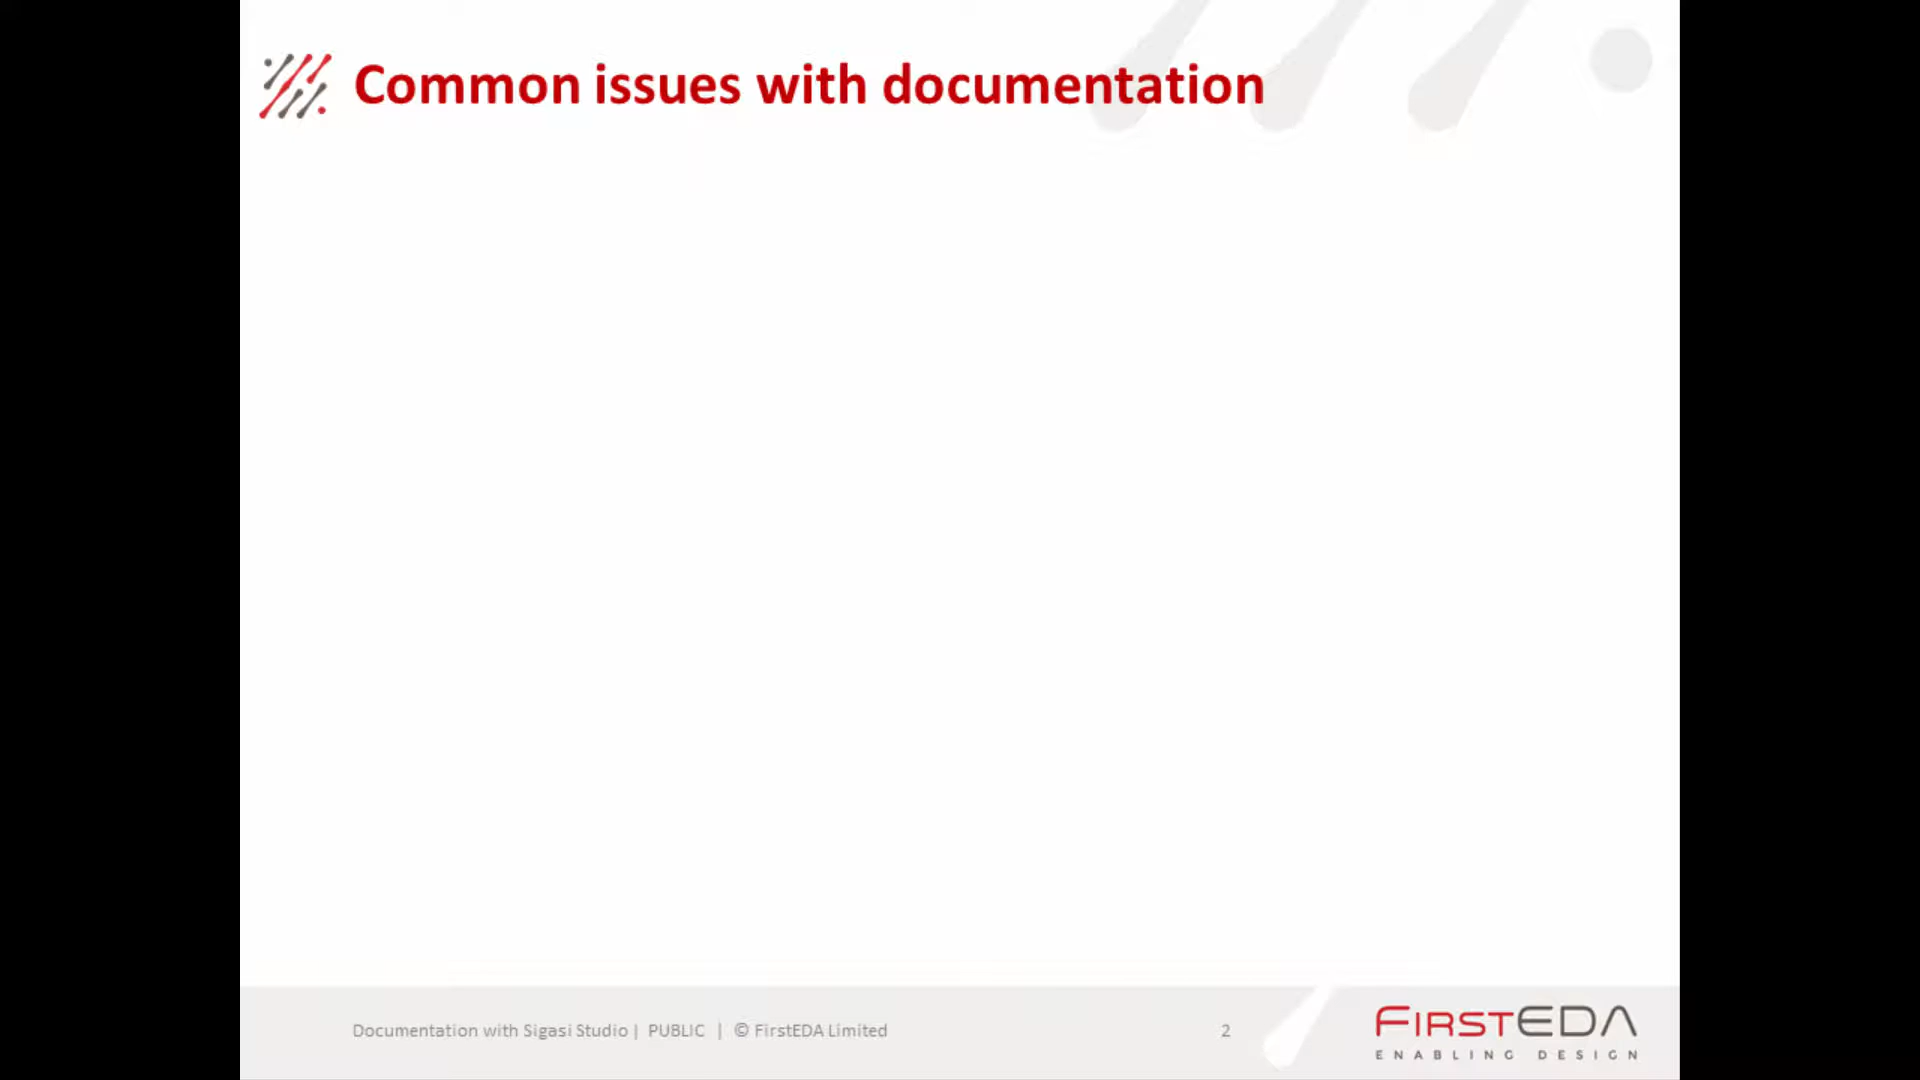 Common issues with documentation
Documentation with Sigasi Studio | PUBLIC | © FirstEDA Limited
2
FIRSTEDA
ENABLING DESIGN